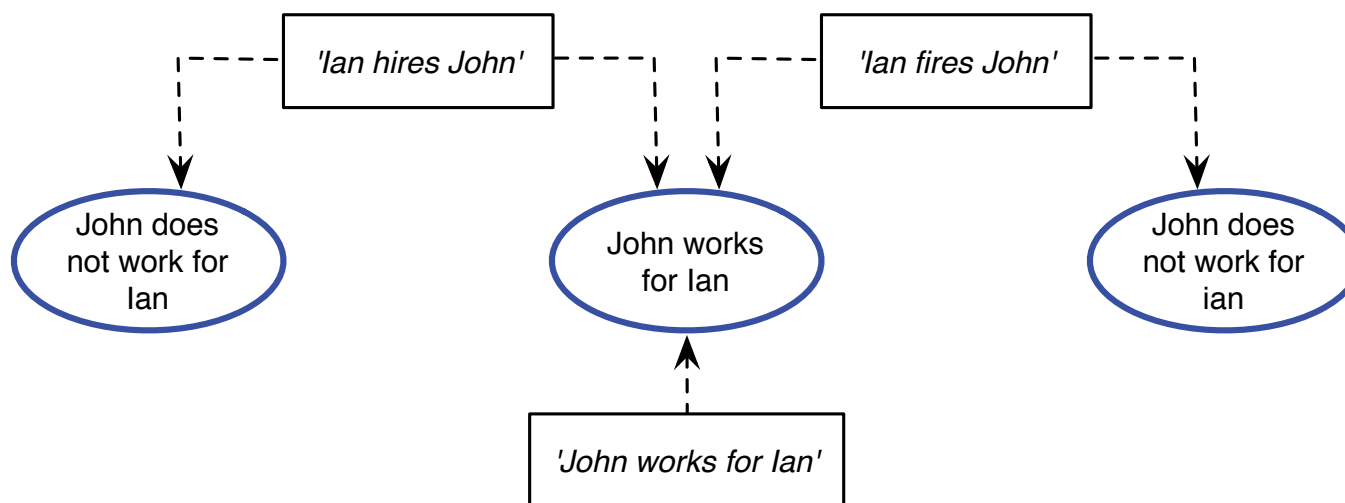 'Ian hires John'
'Ian fires John'
John does
not work for
Ian
John works
for Ian
John does
not work for
ian
'John works for Ian'